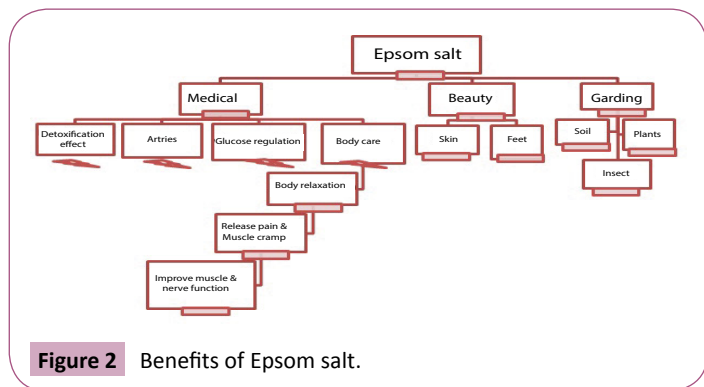 Epsom salt
Medical
Beauty
Garding
Detoxification
effect
Artries
Glucose regulation
Body care
Skin
Feet
Soil
Plants
Insect
Body relaxation
Release pain &
Muscle cramp
Improve muscle &
nerve function
Figure 2 Benefits of Epsom salt.